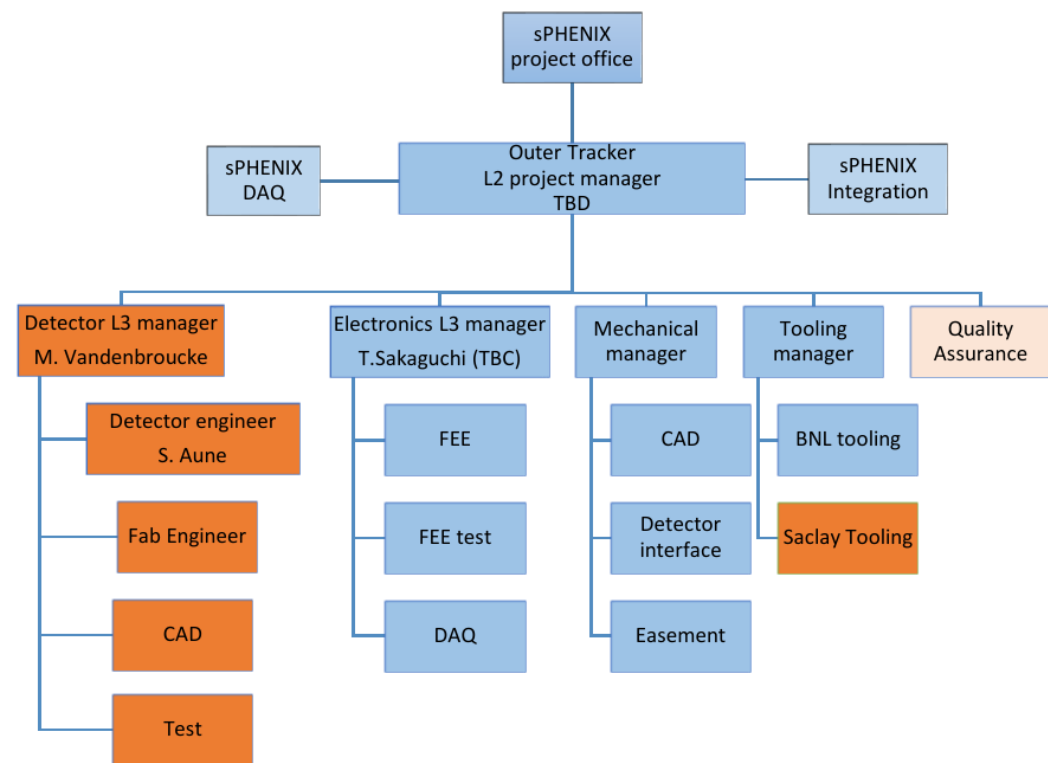 sPHENIX
project office
Outer Tracker
L2 project manager
TBD
sPHENIX
DAQ
sPHENIX
Integration
Detector L3 manager
M. Vandenbroucke
Electronics L3 manager
T.Sakaguchi (TBC)
Mechanical
manager
Tooling
manager
Quality
Assurance
Detector engineer
S. Aune
Fab Engineer
CAD
Test
FEE
FEE test
DAQ
CAD
Detector
interface
Easement
BNL tooling
Saclay Tooling